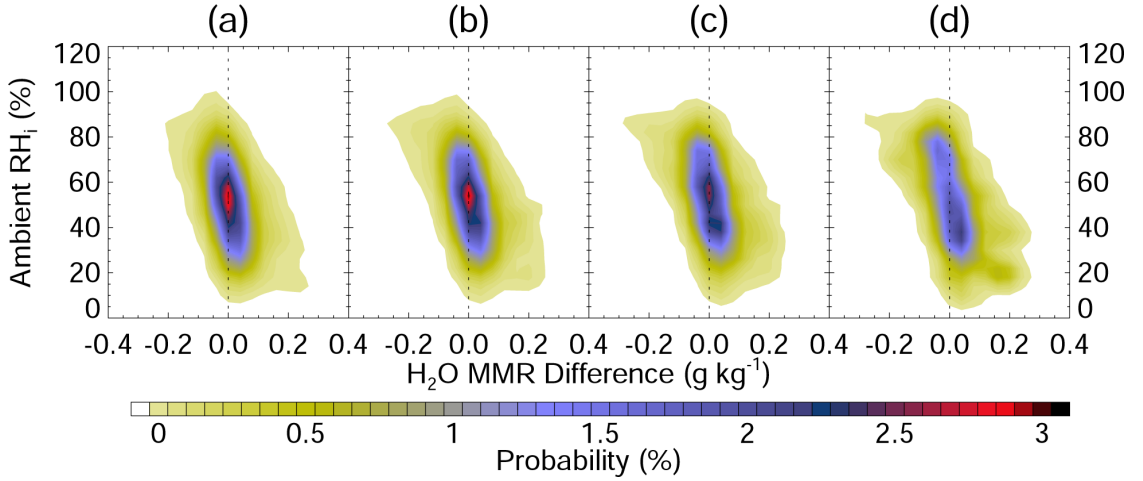 (a) (b) (c) (d)
120 120
100 100
80 80
60 60
40 40
20 20
0 0
Ambient RHᵢ (%)
-0.4 -0.2 0.0 0.2 0.4 -0.2 0.0 0.2 0.4 -0.2 0.0 0.2 0.4 -0.2 0.0 0.2 0.4
H₂O MMR Difference (g kg⁻¹)
0 0.5 1 1.5 2 2.5 3
Probability (%)